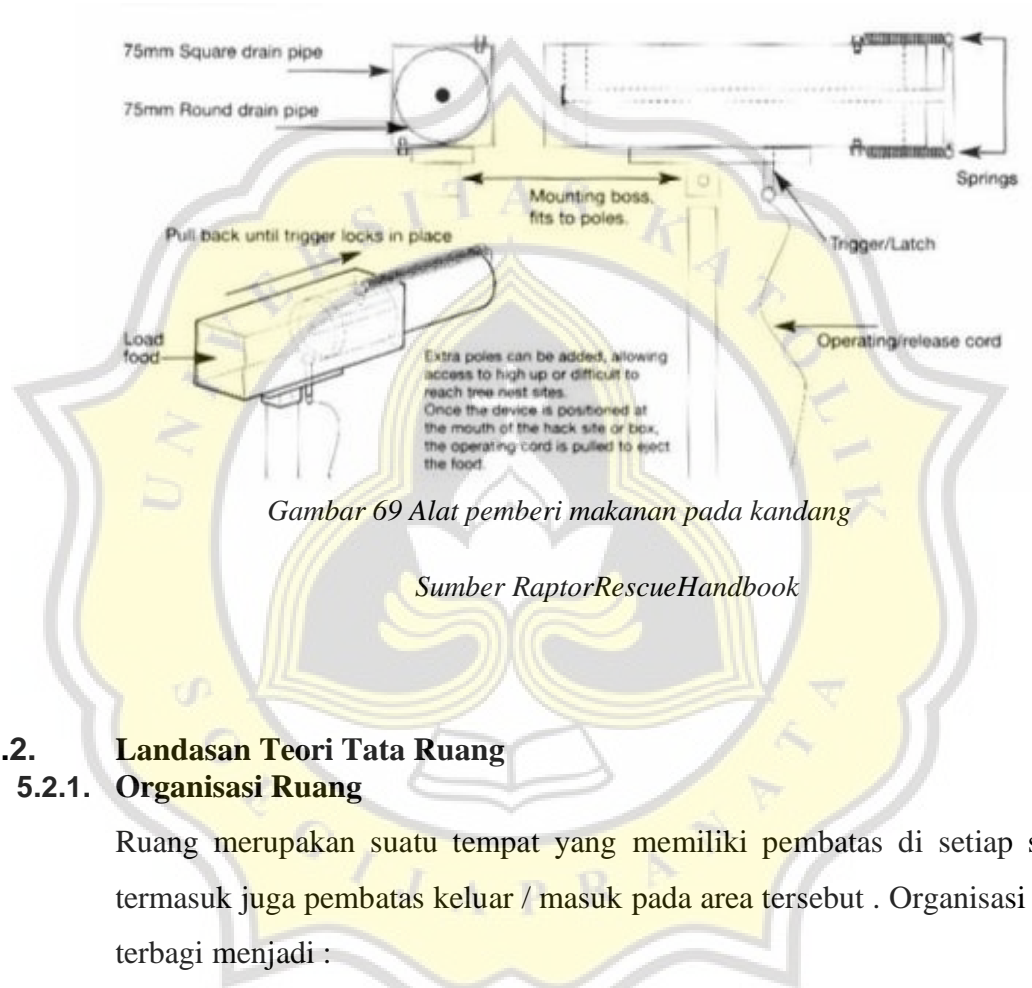 75mm Square drain pipe
75mm Round drain pipe
Springs
Mounting boss,
fits to poles.
Pull back until trigger locks in place
Trigger/Latch
Load
food
Operating/release cord
Extra poles can be added, allowing
access to high up or difficult to
reach tree nest sites.
Once the device is positioned at
the mouth of the hack site or box,
the operating cord is pulled to eject
the food.
UNIVERSITAS KATOLIK
SOEGIJAPRANATA
Gambar 69 Alat pemberi makanan pada kandang
Sumber RaptorRescueHandbook
.2. Landasan Teori Tata Ruang
5.2.1. Organisasi Ruang
Ruang merupakan suatu tempat yang memiliki pembatas di setiap s
termasuk juga pembatas keluar / masuk pada area tersebut . Organisasi
terbagi menjadi :